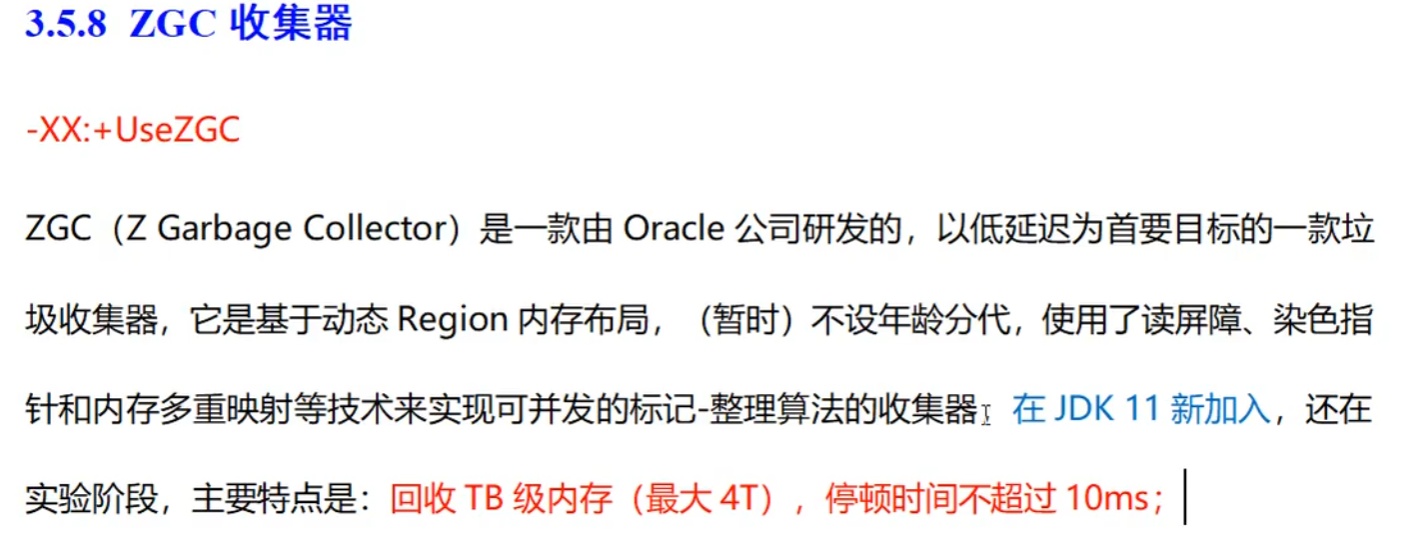 3.5.8 ZGC 收集器
-XX:+UseZGC
ZGC（Z Garbage Collector）是一款由 Oracle 公司研发的，以低延迟为首要目标的一款垃
圾收集器，它是基于动态 Region 内存布局，（暂时）不设年龄分代，使用了读屏障、染色指
针和内存多重映射等技术来实现可并发的标记-整理算法的收集器，在 JDK 11 新加入，还在
实验阶段，主要特点是：回收 TB 级内存（最大 4T），停顿时间不超过 10ms；